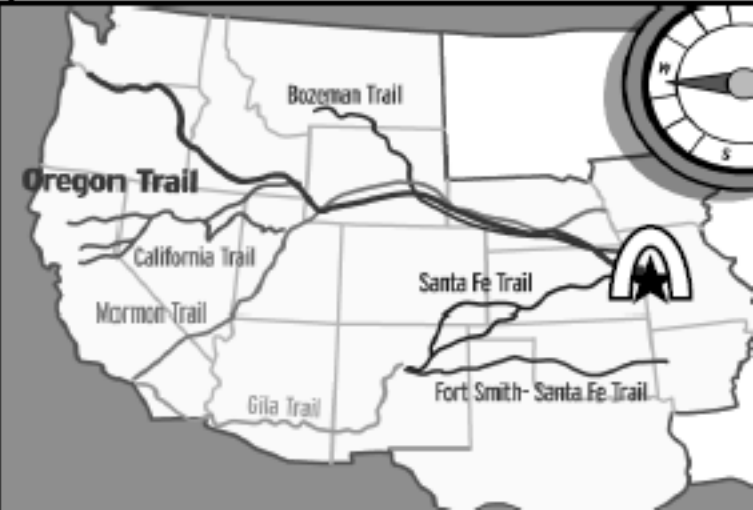 Bozeman Trail
W
S
Oregon Trail
California Trail
Santa Fe Trail
Mormon Trail
Fort Smith- Santa Fe Trail
Gila Trail